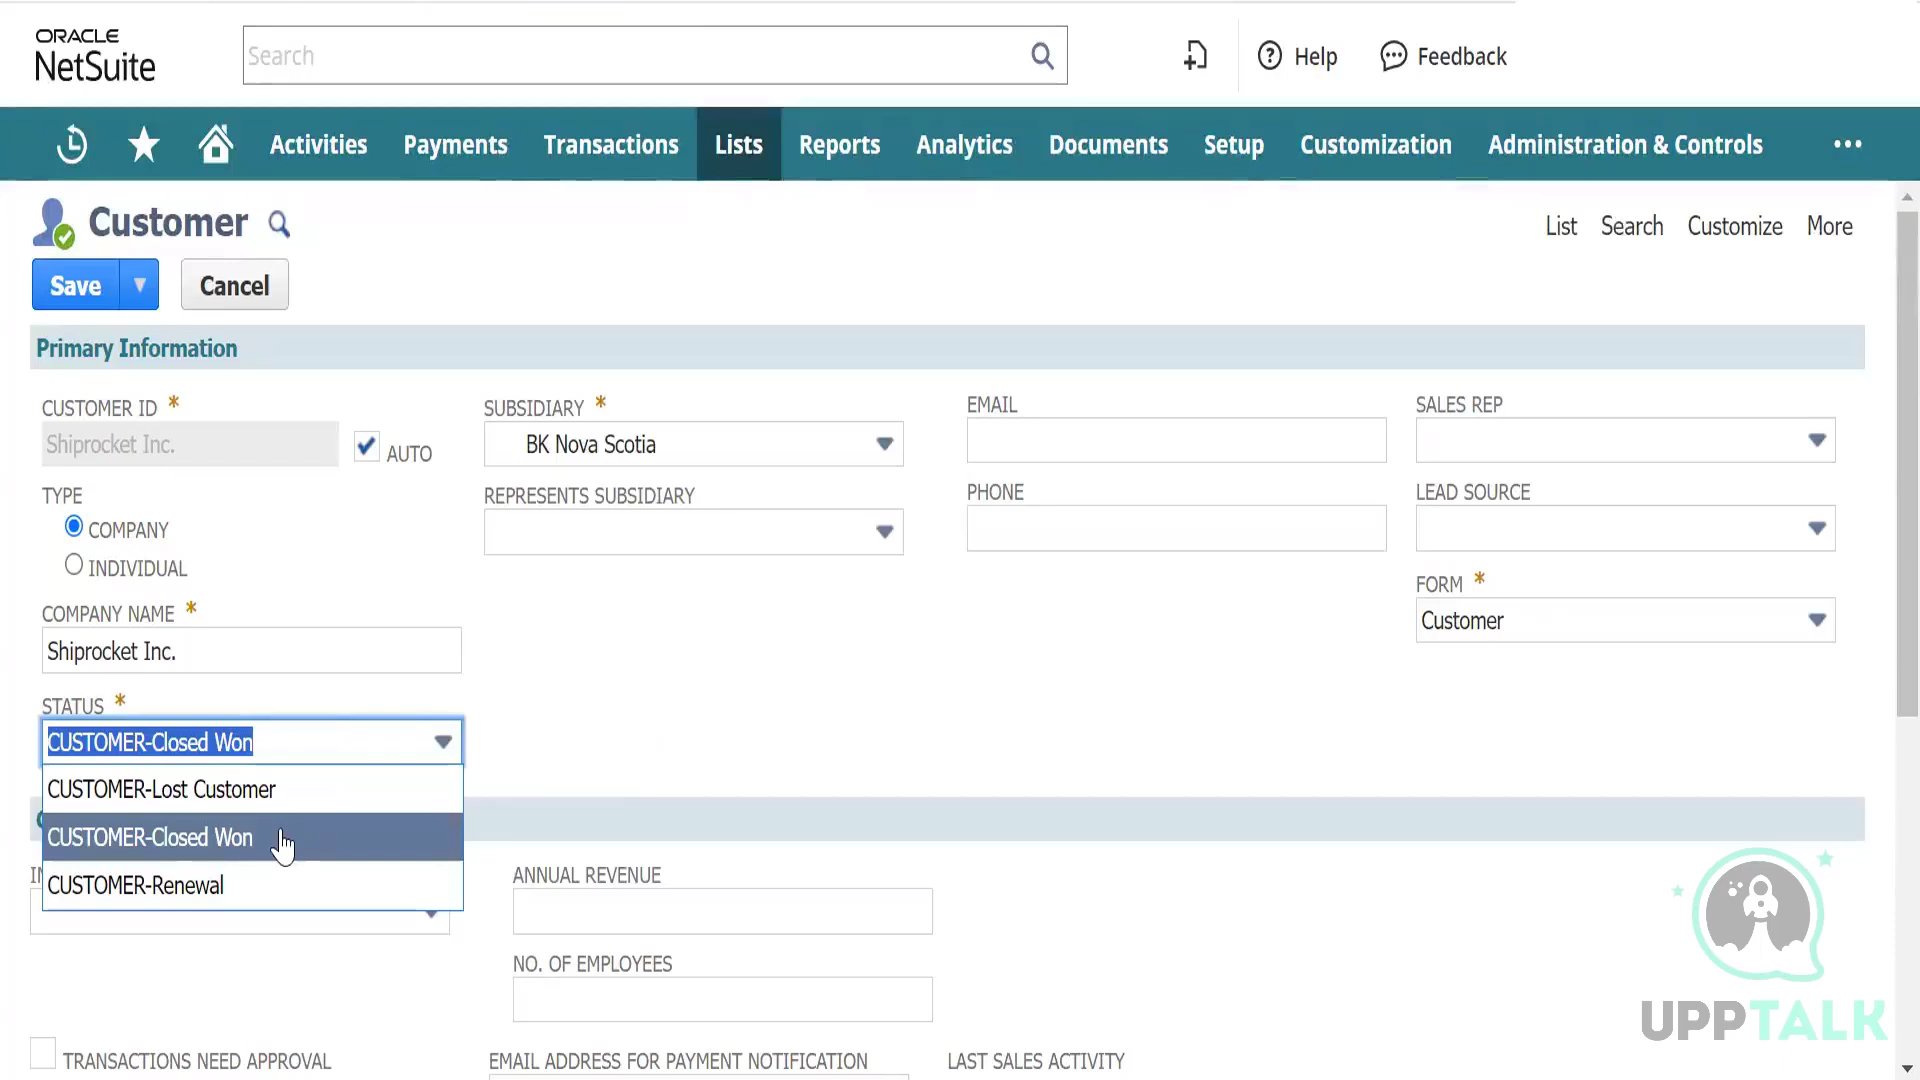 ORACLE
NetSuite
Search
Help
Feedback
Activities Payments Transactions Lists Reports Analytics Documents Setup Customization Administration & Controls
Customer
List Search Customize More
Save Cancel
Primary Information
CUSTOMER ID *
Shiprocket Inc.
AUTO
TYPE
COMPANY
INDIVIDUAL
COMPANY NAME *
Shiprocket Inc.
STATUS *
CUSTOMER-Closed Won
CUSTOMER-Lost Customer
CUSTOMER-Closed Won
CUSTOMER-Renewal
SUBSIDIARY *
BK Nova Scotia
REPRESENTS SUBSIDIARY
EMAIL
PHONE
SALES REP
LEAD SOURCE
FORM *
Customer
ANNUAL REVENUE
NO. OF EMPLOYEES
TRANSACTIONS NEED APPROVAL
EMAIL ADDRESS FOR PAYMENT NOTIFICATION
LAST SALES ACTIVITY
UPPTALK